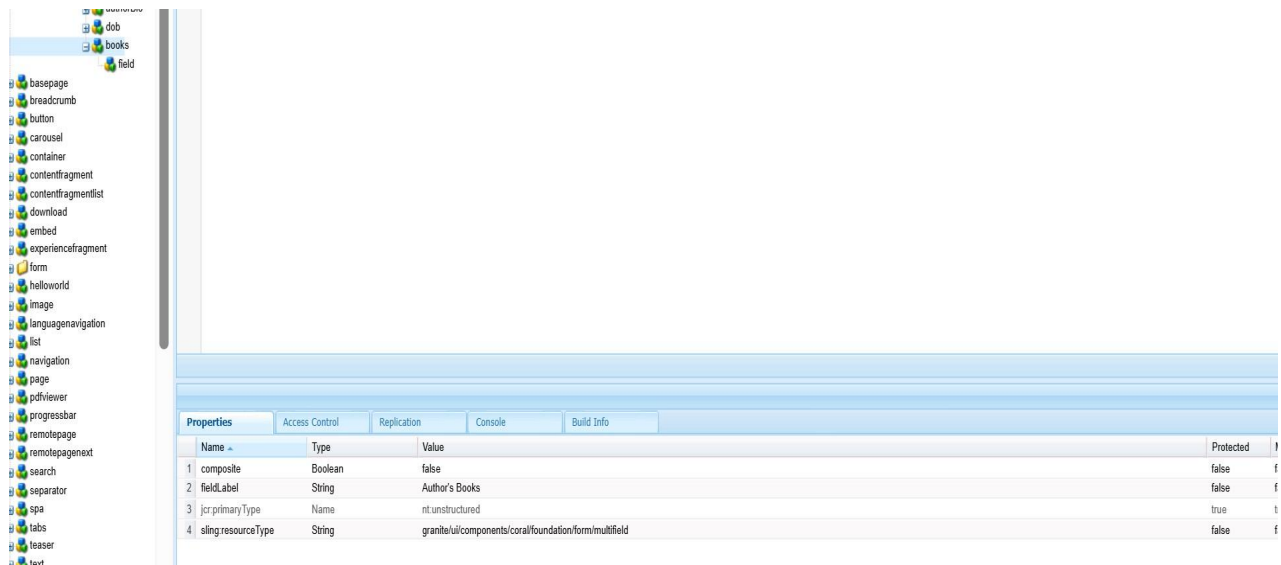 dob
books
field
basepage
breadcrumb
button
carousel
container
contentfragment
contentfragmentlist
download
embed
experiencefragment
form
helloworld
image
languagenavigation
list
navigation
page
pdfviewer
progressbar
remotepage
remotepagenext
search
separator
spa
tabs
teaser
text
Properties Access Control Replication Console Build Info
Name Type Value Protected
1 composite Boolean false false
2 fieldLabel String Author's Books false
3 jcr:primaryType Name nt:unstructured true
4 sling:resourceType String granite/ui/components/coral/foundation/form/multifield false